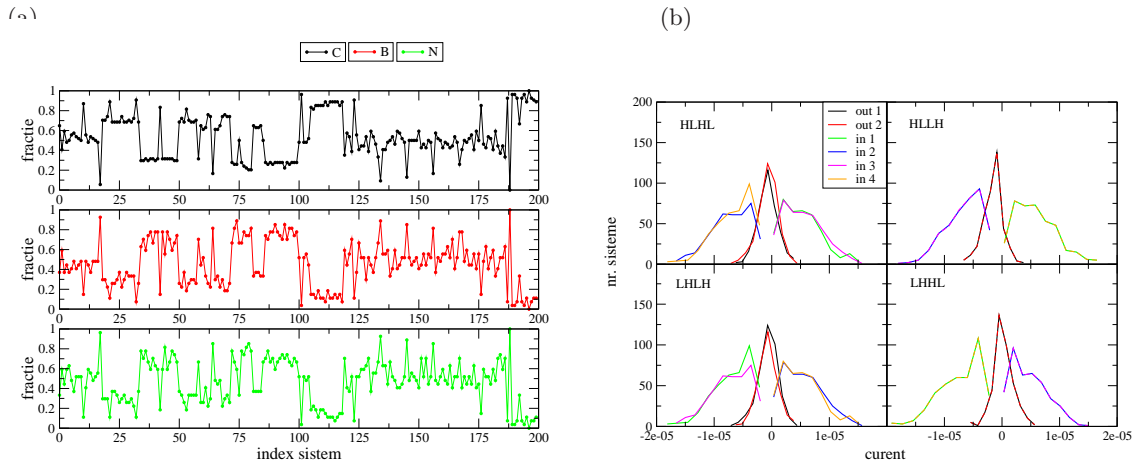 (a)
(b)
C B N
1
0.8
0.6
0.4
0.2
0
fractie
0 25 50 75 100 125 150 175 200
1
0.8
0.6
0.4
0.2
0
fractie
0 25 50 75 100 125 150 175 200
1
0.8
0.6
0.4
0.2
0
fractie
0 25 50 75 100 125 150 175 200
index sistem
200
150
100
50
0
150
100
50
0
nr. sisteme
HLHL
out 1
out 2
in 1
in 2
in 3
in 4
HLLH
LHLH
LHHL
-2e-05 -1e-05 0 1e-05 -1e-05 0 1e-05 2e-05
curent